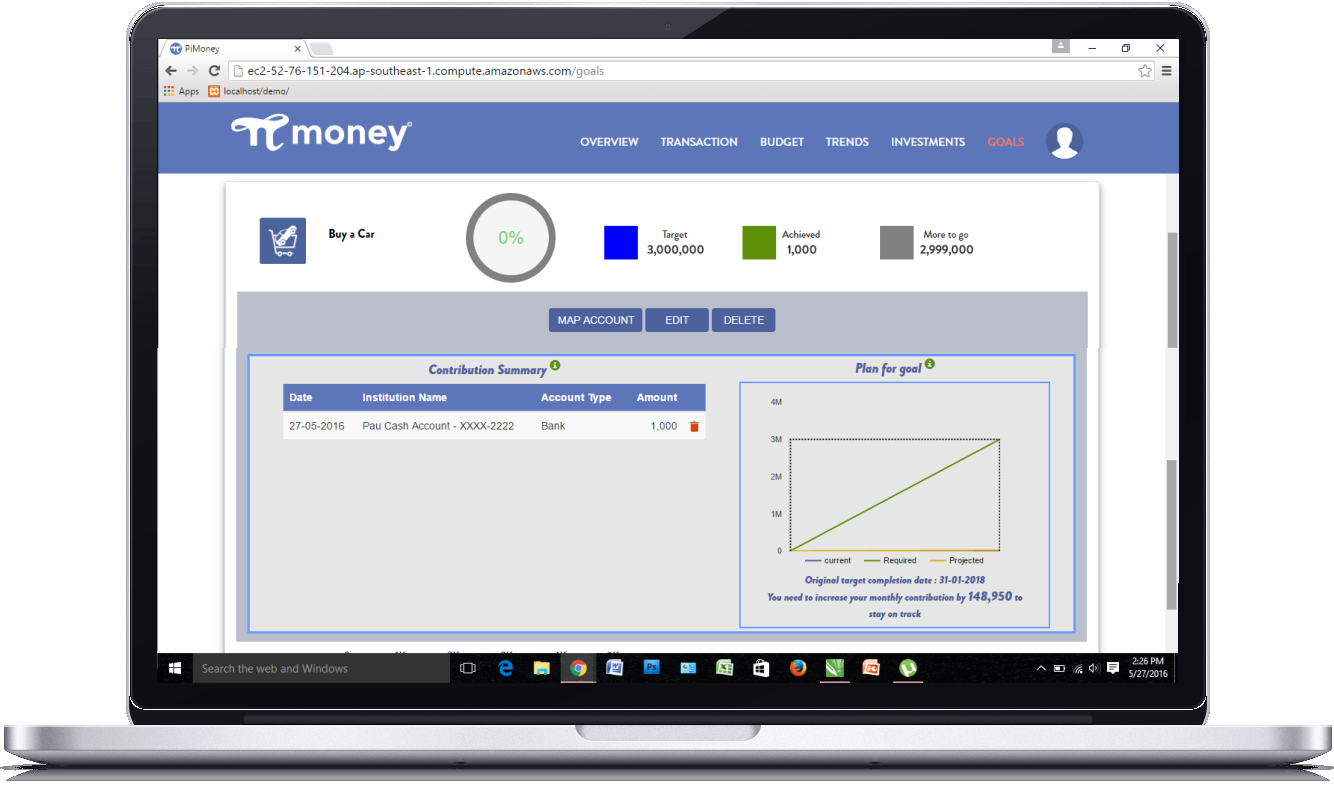 PiMoney
ec2-52-76-151-204.ap-southeast-1.compute.amazonaws.com/goals
Apps localhost/demo/
money©
OVERVIEW TRANSACTION BUDGET TRENDS INVESTMENTS GOALS
Buy a Car
0%
Target
3,000,000
Achieved
1,000
More to go
2,999,000
MAP ACCOUNT EDIT DELETE
Contribution Summary
Date Institution Name Account Type Amount
27-05-2016 Pau Cash Account - XXXX-2222 Bank 1,000
Plan for goal
4M
3M
2M
1M
0
current Required Projected
Original target completion date : 31-01-2018
You need to increase your monthly contribution by 148,950 to
stay on track
Search the web and Windows
Ps
2:26 PM
5/27/2016